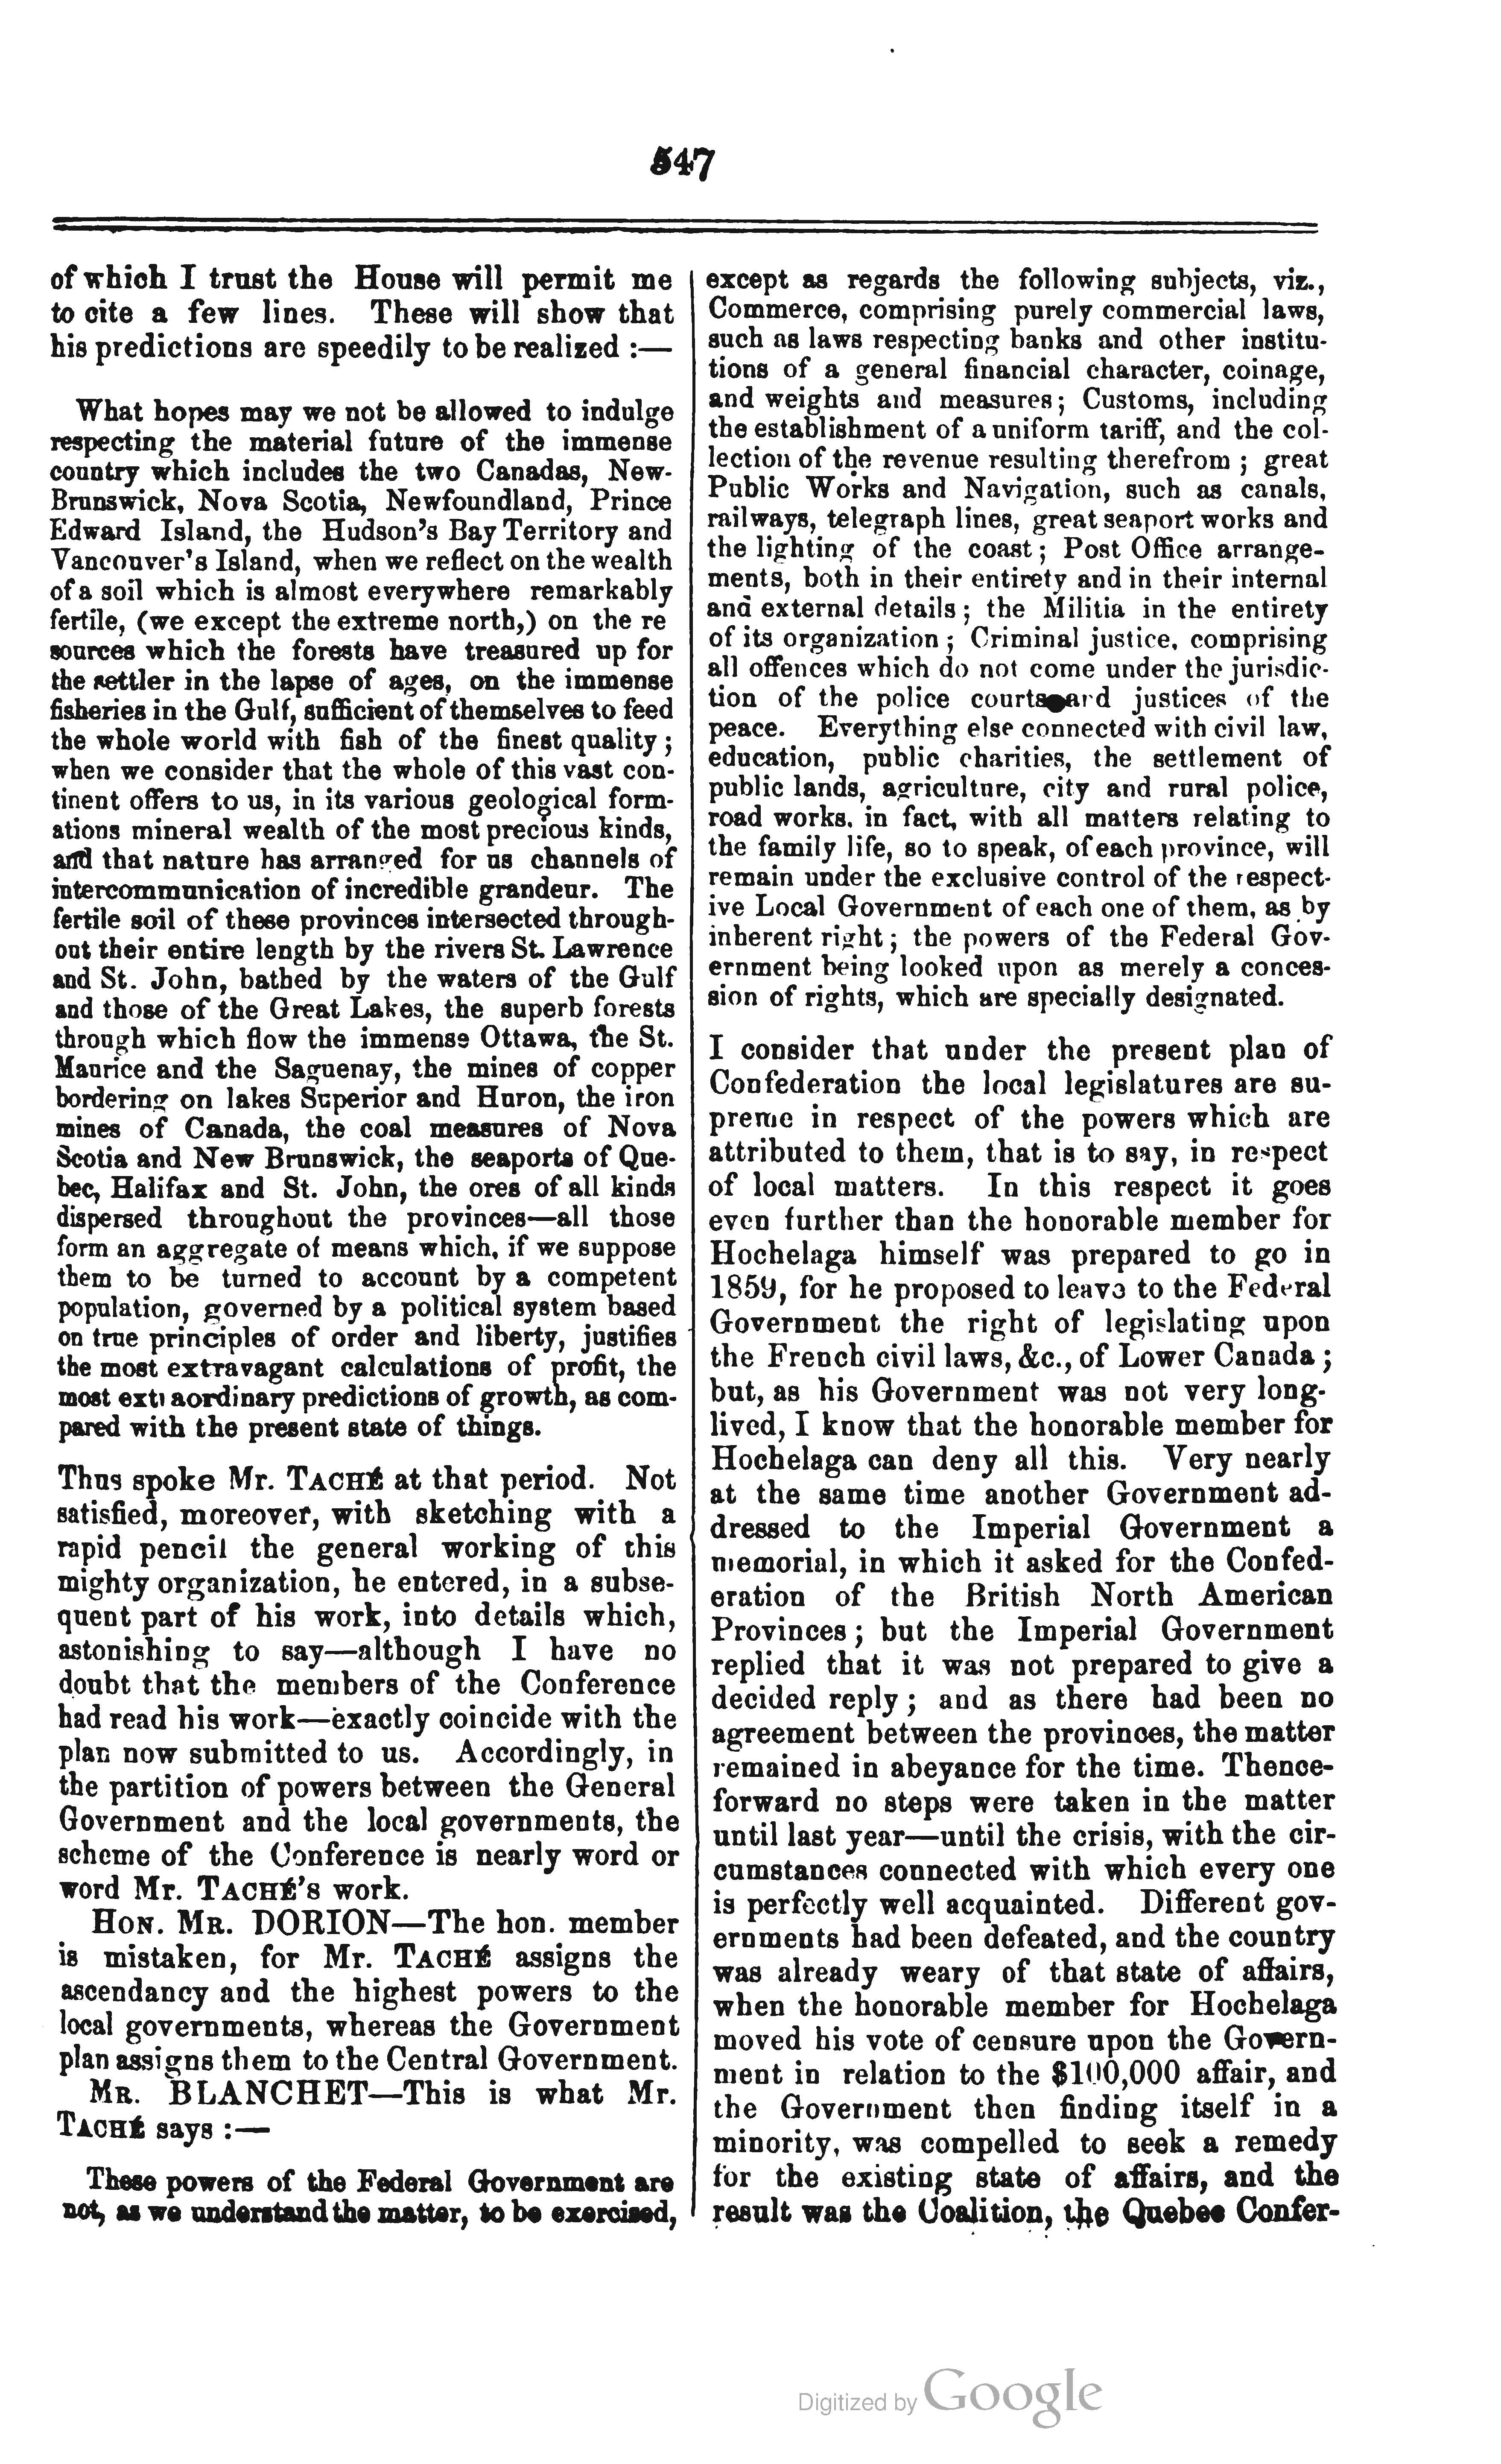 547
of which I trust the House will permit me
to cite a few lines. These will show that
his predictions are speedily to be realized :—
What hopes may we not be allowed to indulge
respecting the material future of the immense
country which includes the two Canadas, New-
Brunswick, Nova Scotia, Newfoundland, Prince
Edward Island, the Hudson's Bay Territory and
Vancouver's Island, when we reflect on the wealth
of a soil which is almost everywhere remarkably
fertile, (we except the extreme north,) on the re
sources which the forests have treasured up for
the settler in the lapse of ages, on the immense
fisheries in the Gulf, sufficient of themselves to feed
the whole world with fish of the finest quality ;
when we consider that the whole of this vast con-
tinent offers to us, in its various geological form-
ations mineral wealth of the most precious kinds,
and that nature has arranged for us channels of
intercommunication of incredible grandeur. The
fertile soil of these provinces intersected through-
out their entire length by the rivers St. Lawrence
and St. John, bathed by the waters of the Gulf
and those of the Great Lakes, the superb forests
through which flow the immense Ottawa, the St.
Maurice and the Saguenay, the mines of copper
bordering on lakes Superior and Huron, the iron
mines of Canada, the coal measures of Nova
Scotia and New Brunswick, the seaports of Que-
bec, Halifax and St. John, the ores of all kinds
dispersed throughout the provinces—all those
form an aggregate of means which, if we suppose
them to be turned to account by a competent
population, governed by a political system based
on true principles of order and liberty, justifies
the most extravagant calculations of profit, the
most extraordinary predictions of growth, as com-
pared with the present state of things.
Thus spoke Mr. TACHÉ at that period. Not
satisfied, moreover, with sketching with a
rapid pencil the general working of this
mighty organization, he entered, in a subse-
quent part of his work, into details which,
astonishing to say—although I have no
doubt that the members of the Conference
had read his work—exactly coincide with the
plan now submitted to us. Accordingly, in
the partition of powers between the General
Government and the local governments, the
scheme of the Conference is nearly word or
word Mr. TACHÉ'S work.
HON. MR. DORION—The hon. member
is mistaken, for Mr. TACHÉ assigns the
ascendancy and the highest powers to the
local governments, whereas the Government
plan assigns them to the Central Government.
MR. BLANCHET—This is what Mr.
TACHÉ says :—
These powers of the Federal Government are
not, as we understand the matter, to be exercised,
except as regards the following subjects, viz.,
Commerce, comprising purely commercial laws,
such as laws respecting banks and other institu-
tions of a general financial character, coinage,
and weights and measures ; Customs, including
the establishment of a uniform tariff, and the col-
lection of the revenue resulting therefrom ; great
Public Works and Navigation, such as canals,
railways, telegraph lines, great seaport works and
the lighting of the coast ; Post Office arrange-
ments, both in their entirety and in their internal
and external details ; the Militia in the entirety
of its organization ; Criminal justice, comprising
all offences which do not come under the jurisdic-
tion of the police courts and justices of the
peace. Everything else connected with civil law,
education, public charities, the settlement of
public lands, agriculture, city and rural police,
road works, in fact, with all matters relating to
the family life, so to speak, of each province, will
remain under the exclusive control of the respect-
ive Local Government of each one of them, as by
inherent right ; the powers of the Federal Gov-
ernment being looked upon as merely a conces-
sion of rights, which are specially designated.
I consider that under the present plan of
Confederation the local legislatures are su-
preme in respect of the powers which are
attributed to them, that is to say, in respect
of local matters. In this respect it goes
even further than the honorable member for
Hochelaga himself was prepared to go in
1859, for he proposed to leave to the Federal
Government the right of legislating upon
the French civil laws, &c., of Lower Canada ;
but, as his Government was not very long-
lived, I know that the honorable member for
Hochelaga can deny all this. Very nearly
at the same time another Government ad-
dressed to the Imperial Government a
memorial, in which it asked for the Confed-
eration of the British North American
Provinces ; but the Imperial Government
replied that it was not prepared to give a
decided reply ; and as there had been no
agreement between the provinces, the matter
remained in abeyance for the time. Thence-
forward no steps were taken in the matter
until last year—until the crisis, with the cir-
cumstances connected with which every one
is perfectly well acquainted. Different gov-
ernments had been defeated, and the country
was already weary of that state of affairs,
when the honorable member for Hochelaga
moved his vote of censure upon the Govern-
ment in relation to the $100,000 affair, and
the Government then finding itself in a
minority, was compelled to seek a remedy
for the existing state of affairs, and the
result was the Coalition, the Quebec Confer-
Digitized by Google